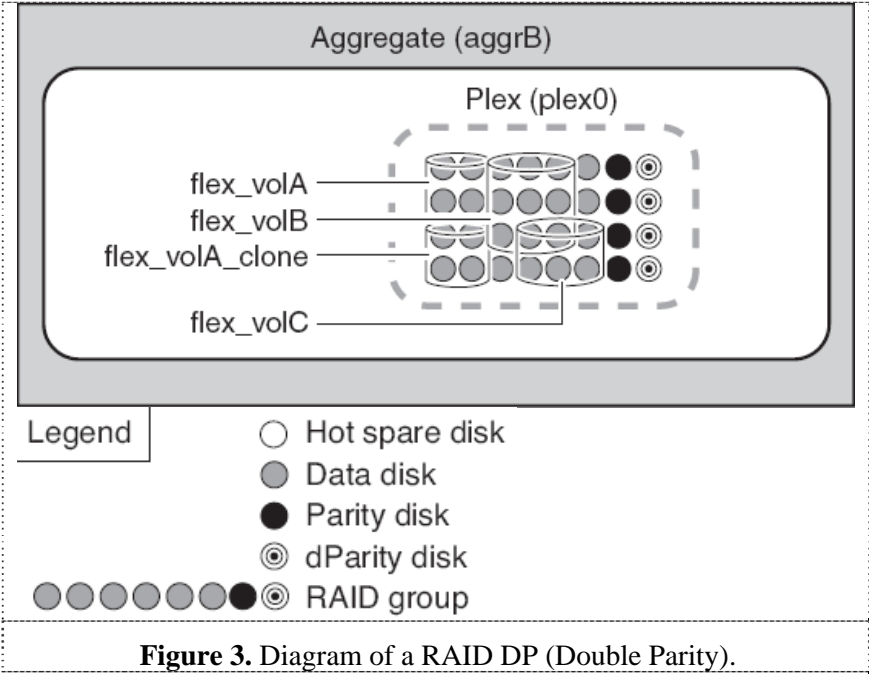 Aggregate (aggrB)
Plex (plex0)
flex_volA
flex_volB
flex_volA_clone
flex_volC
Legend
Hot spare disk
Data disk
Parity disk
dParity disk
RAID group
Figure 3. Diagram of a RAID DP (Double Parity).